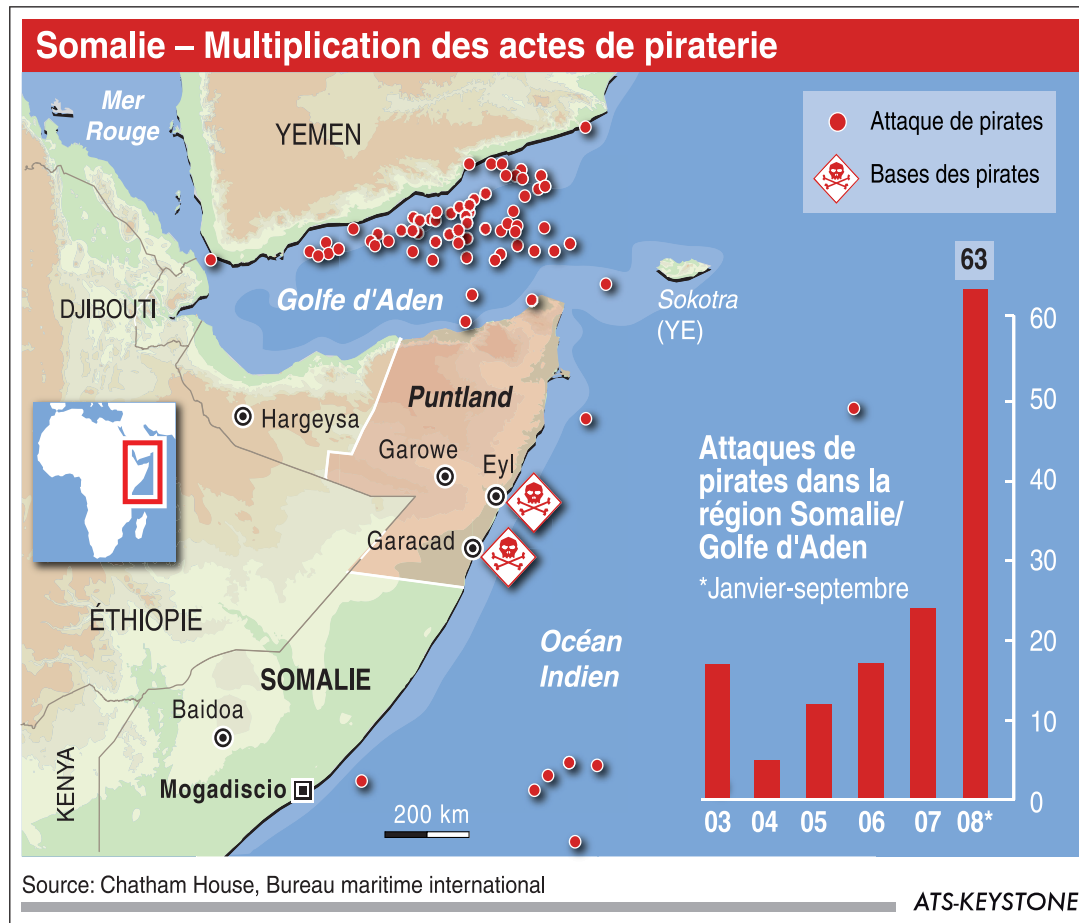 Somalie – Multiplication des actes de piraterie
Mer
Rouge
YEMEN
Attaque de pirates
Bases des pirates
63
Golfe d'Aden
Sokotra
(YE)
DJIBOUTI
60
Puntland
50
Hargeysa
Garowe
Eyl
Attaques de
pirates dans la
région Somalie/
Golfe d'Aden
*Janvier-septembre
40
Garacad
30
ÉTHIOPIE
Océan
Indien
20
SOMALIE
Baidoa
10
KENYA
Mogadiscio
200 km
0
03 04 05 06 07 08*
Source: Chatham House, Bureau maritime international
ATS-KEYSTONE